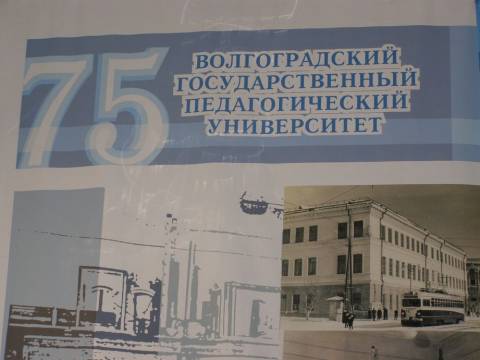 75
ВОЛГОГРАДСКИЙ
ГОСУДАРСТВЕННЫЙ
ПЕДАГОГИЧЕСКИЙ
УНИВЕРСИТЕТ